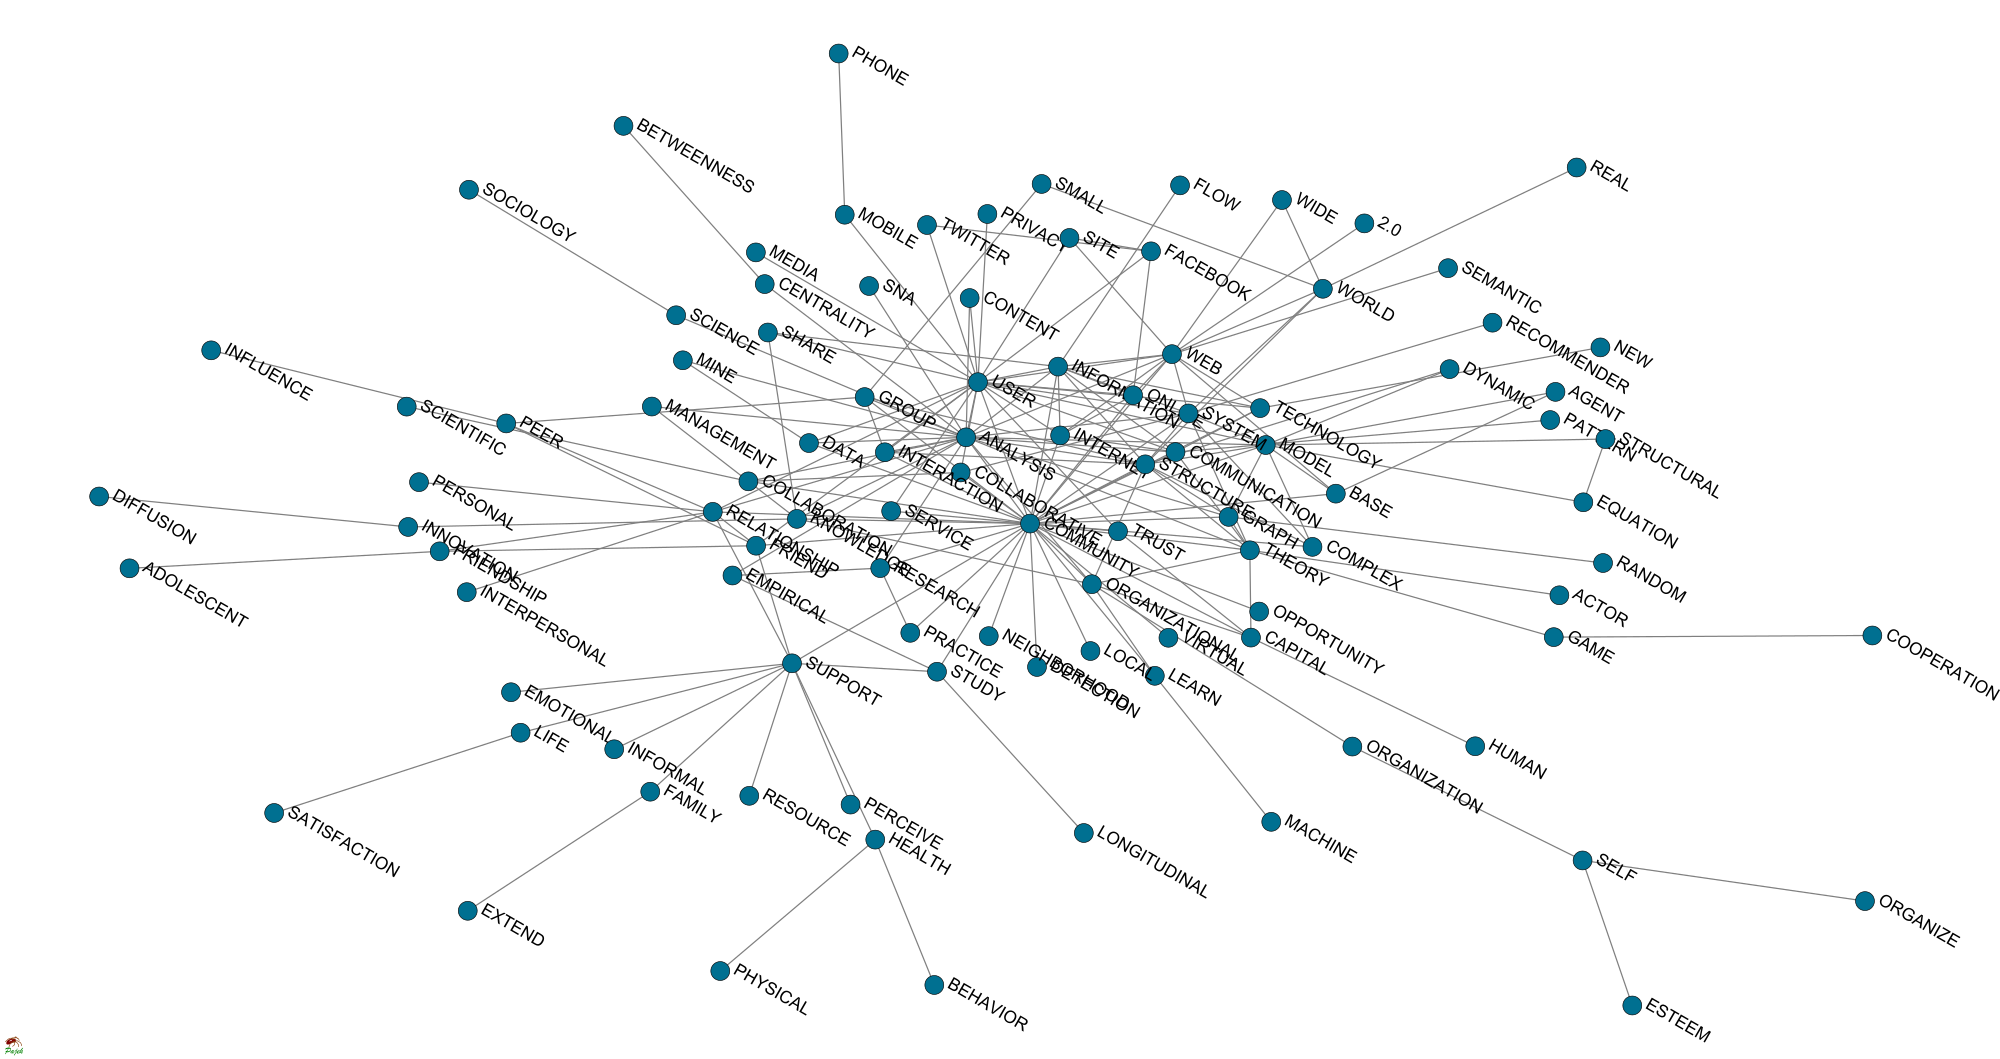 PHONE
BETWEENNESS
REAL
SOCIOLOGY
SMALL
FLOW
WIDE
MOBILE
PRIVACY
2.0
TWITTER
SITE
FACEBOOK
MEDIA
SEMANTIC
CENTRALITY
SNA
WORLD
CONTENT
SCIENCE
RECOMMENDER
SHARE
NEW
INFLUENCE
WEB
MINE
INFORMATION
DYNAMIC
USER
AGENT
ONLINE
GROUP
SCIENTIFIC
MANAGEMENT
TECHNOLOGY
SYSTEM
PATTERN
PEER
INTERNET
ANALYSIS
STRUCTURAL
DATA
MODEL
INTERACTION
COMMUNICATION
STRUCTURE
COLLABORATIVE
COLLABORATION
PERSONAL
BASE
DIFFUSION
EQUATION
SERVICE
RELATIONSHIP
GRAPH
KNOWLEDGE
COMMUNITY
INNOVATION
TRUST
FRIEND
COMPLEX
THEORY
FRIENDSHIP
RANDOM
ADOLESCENT
RESEARCH
EMPIRICAL
ORGANIZATIONAL
INTERPERSONAL
ACTOR
OPPORTUNITY
PRACTICE
COOPERATION
NEIGHBORHOOD
GAME
VIRTUAL
CAPITAL
LOCAL
SUPPORT
DETECTION
STUDY
LEARN
EMOTIONAL
LIFE
ORGANIZATION
HUMAN
INFORMAL
FAMILY
RESOURCE
PERCEIVE
SATISFACTION
MACHINE
LONGITUDINAL
HEALTH
SELF
ORGANIZE
EXTEND
PHYSICAL
BEHAVIOR
ESTEEM
Pajek